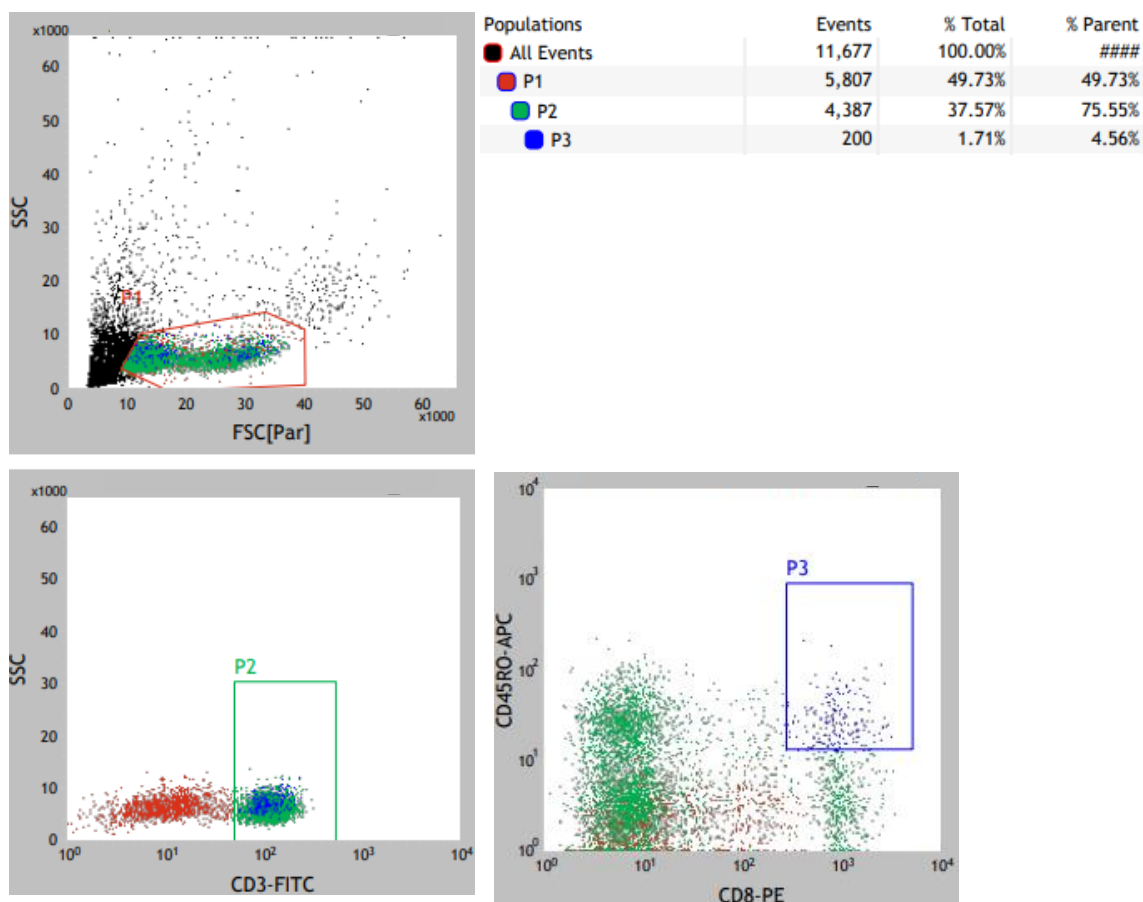 x1000
60
50
40
30
20
10
0
SSC
P1
0 10 20 30 40 50 60
x1000
FSC[Par]
Populations Events % Total % Parent
All Events 11,677 100.00% ####
P1 5,807 49.73% 49.73%
P2 4,387 37.57% 75.55%
P3 200 1.71% 4.56%
x1000
60
50
40
30
20
10
0
SSC
P2
10⁰ 10¹ 10² 10³ 10⁴
CD3-FITC
10⁴
10³
10²
10¹
10⁰
CD45RO-APC
P3
10⁰ 10¹ 10² 10³ 10⁴
CD8-PE